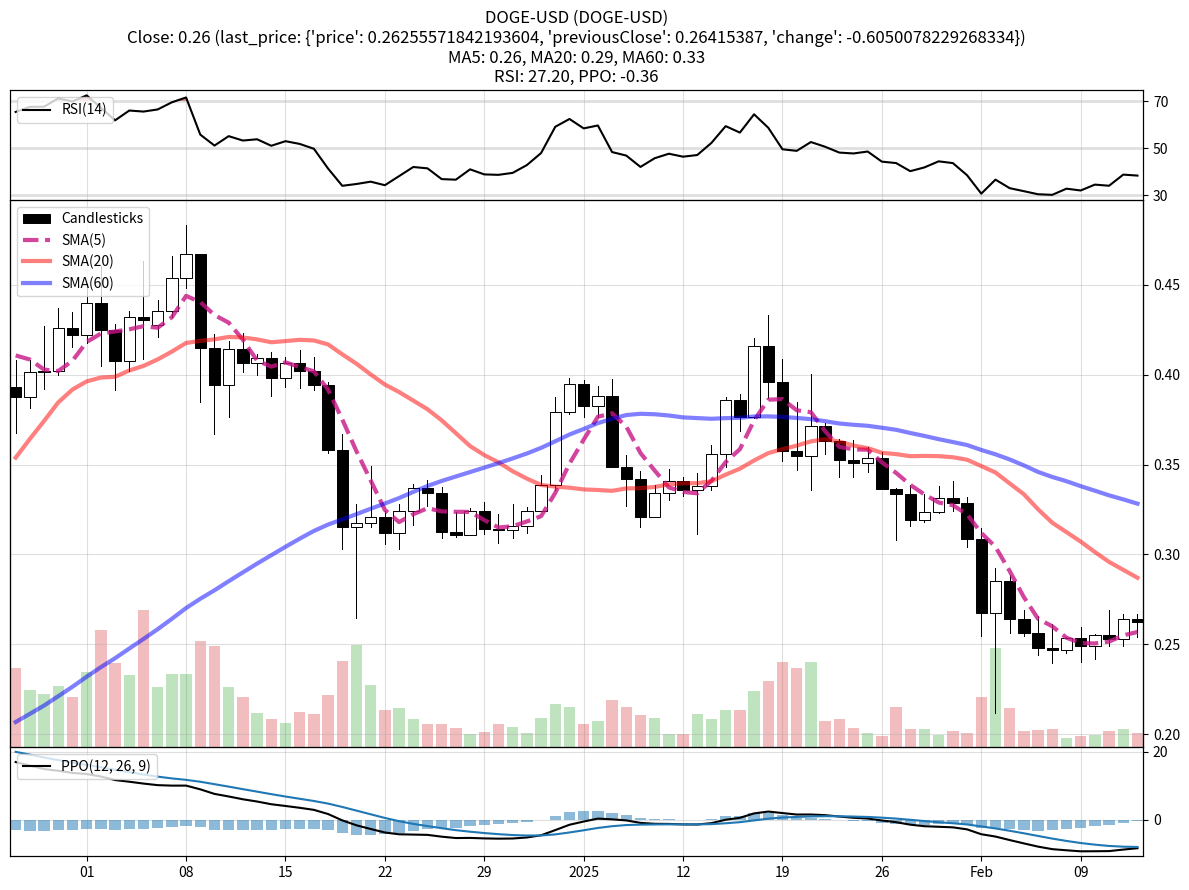 DOGE-USD (DOGE-USD)
Close: 0.26 (last_price: {'price': 0.26255571842193604, 'previousClose': 0.26415387, 'change': -0.6050078229268334})
MA5: 0.26, MA20: 0.29, MA60: 0.33
RSI: 27.20, PPO: -0.36
RSI(14)
70
50
30
Candlesticks
SMA(5)
SMA(20)
SMA(60)
0.45
0.40
0.35
0.30
0.25
0.20
PPO(12, 26, 9)
20
0
01 08 15 22 29 2025 12 19 26 Feb 09